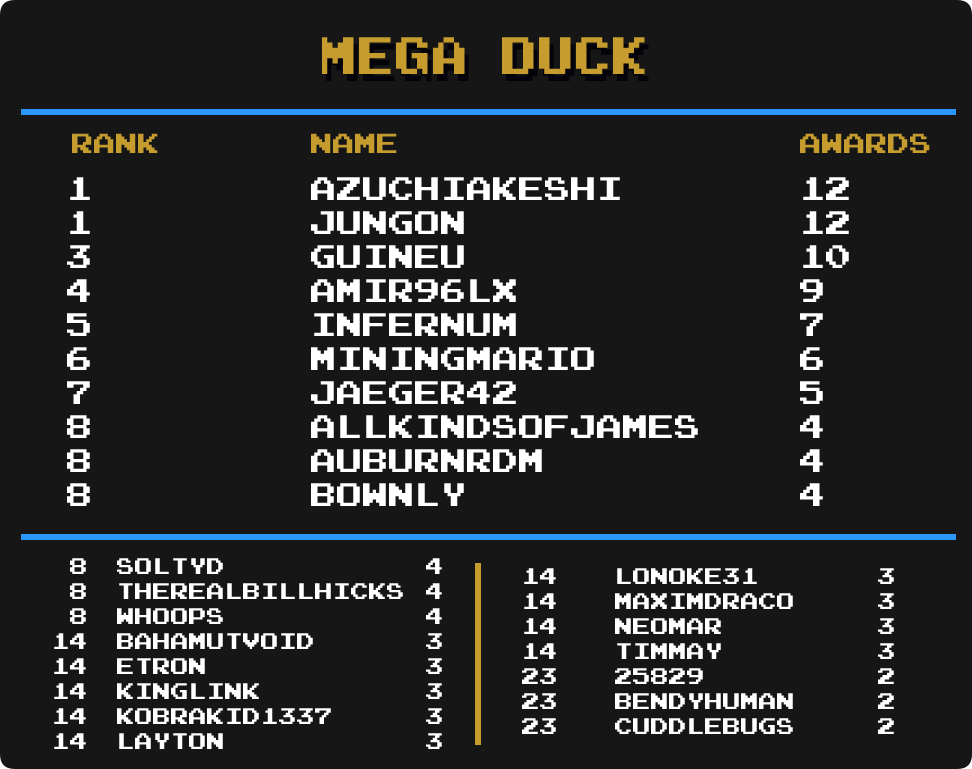 MEGA DUCK
RANK NAME AWARDS
1 AZUCHIAKESHI 12
1 JUNGON 12
3 GUINEU 10
4 AMIR96LX 9
5 INFERNUM 7
6 MININGMARIO 6
7 JAEGER42 5
8 ALLKINDSOFJAMES 4
8 AUBURNRDM 4
8 BOWNLY 4
8 SOLTYD 4
8 THEREALBILLHICKS 4
8 WHOOPS 4
14 BAHAMUTVOID 3
14 ETRON 3
14 KINGLINK 3
14 KOBRAKID1337 3
14 LAYTON 3
14 LONOKE31 3
14 MAXIMDRACO 3
14 NEOMAR 3
14 TIMMAY 3
23 25829 2
23 BENDYHUMAN 2
23 CUDDLEBUGS 2